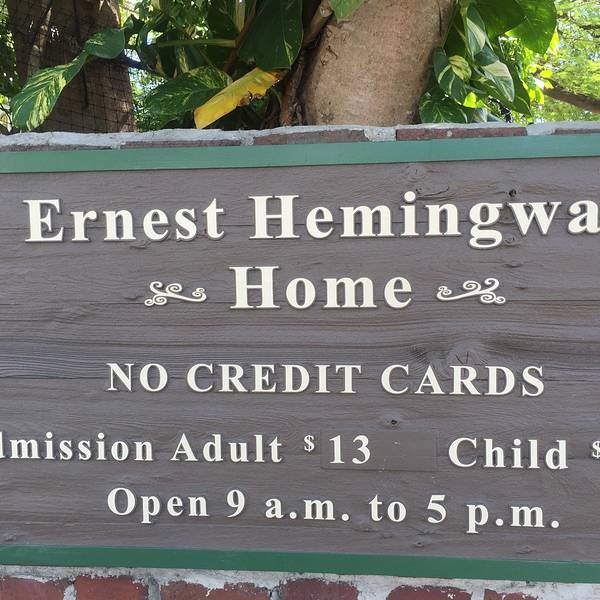 Ernest Hemingwa
Home
NO CREDIT CARDS
dmission Adult $13 Child $
Open 9 a.m. to 5 p.m.